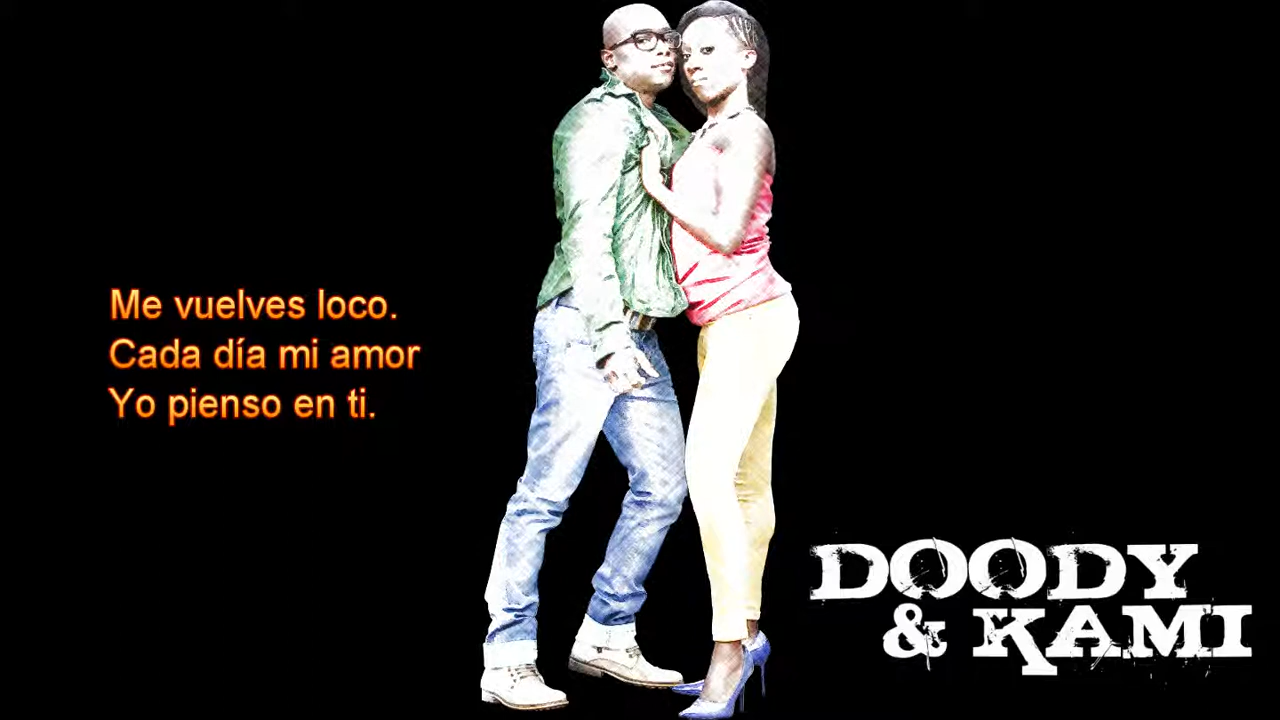 Me vuelves loco.
Cada día mi amor
Yo pienso en ti.
DOODY
& KAMI